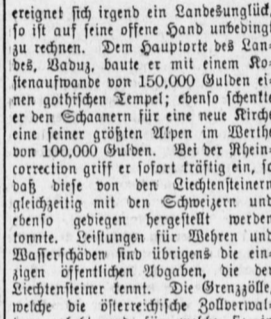 ereignet sich irgend ein Landesunglück,
so ist auf seine offene Hand unbedingt
zu rechnen. Dem Hauptorte des Lan
des, Vaduz, baute er mit einem Ko
stenaufwande von 150,000 Gulden ei
nen gothischen Tempel; ebenso schenkte
er den Schaanern für eine neue Kirche
eine seiner größten Alpen im Werthe
von 100,000 Gulden. Bei der Rhein-
correction griff er sofort kräftig ein, so
daß diese von den Liechtensteinern
gleichzeitig mit den Schweizern und
ebenso gediegen hergestellt werden
konnte. Leistungen für Wehren und
Wasserschäden sind übrigens die ein-
zigen öffentlichen Abgaben, die der
Liechtensteiner kennt. Die Grenzzölle,
welche die österreichische Zollverwal-